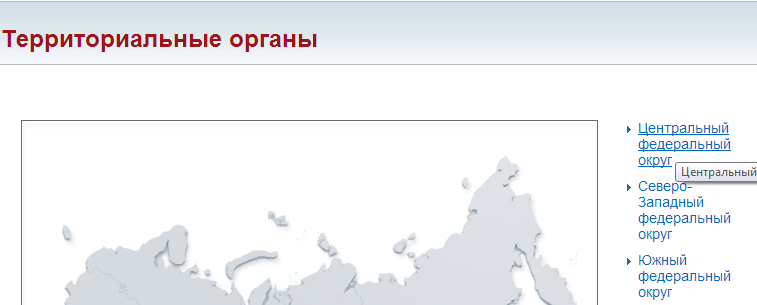 Территориальные органы
Центральный
федеральный
округ
Центральный
Северо-
Западный
федеральный
округ
Южный
федеральный
округ